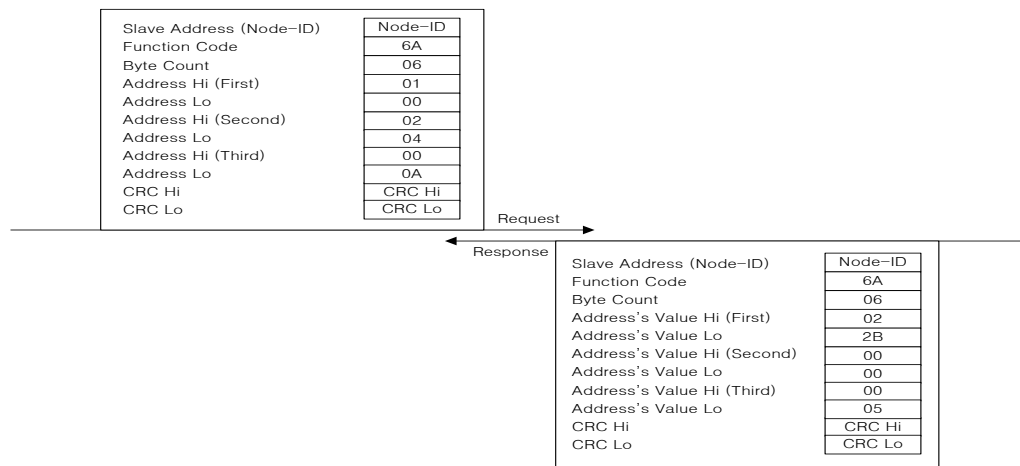 Slave Address (Node-ID) Node-ID
Function Code 6A
Byte Count 06
Address Hi (First) 01
Address Lo 00
Address Hi (Second) 02
Address Lo 04
Address Hi (Third) 00
Address Lo 0A
CRC Hi CRC Hi
CRC Lo CRC Lo
Request
Response
Slave Address (Node-ID) Node-ID
Function Code 6A
Byte Count 06
Address's Value Hi (First) 02
Address's Value Lo 2B
Address's Value Hi (Second) 00
Address's Value Lo 00
Address's Value Hi (Third) 00
Address's Value Lo 05
CRC Hi CRC Hi
CRC Lo CRC Lo